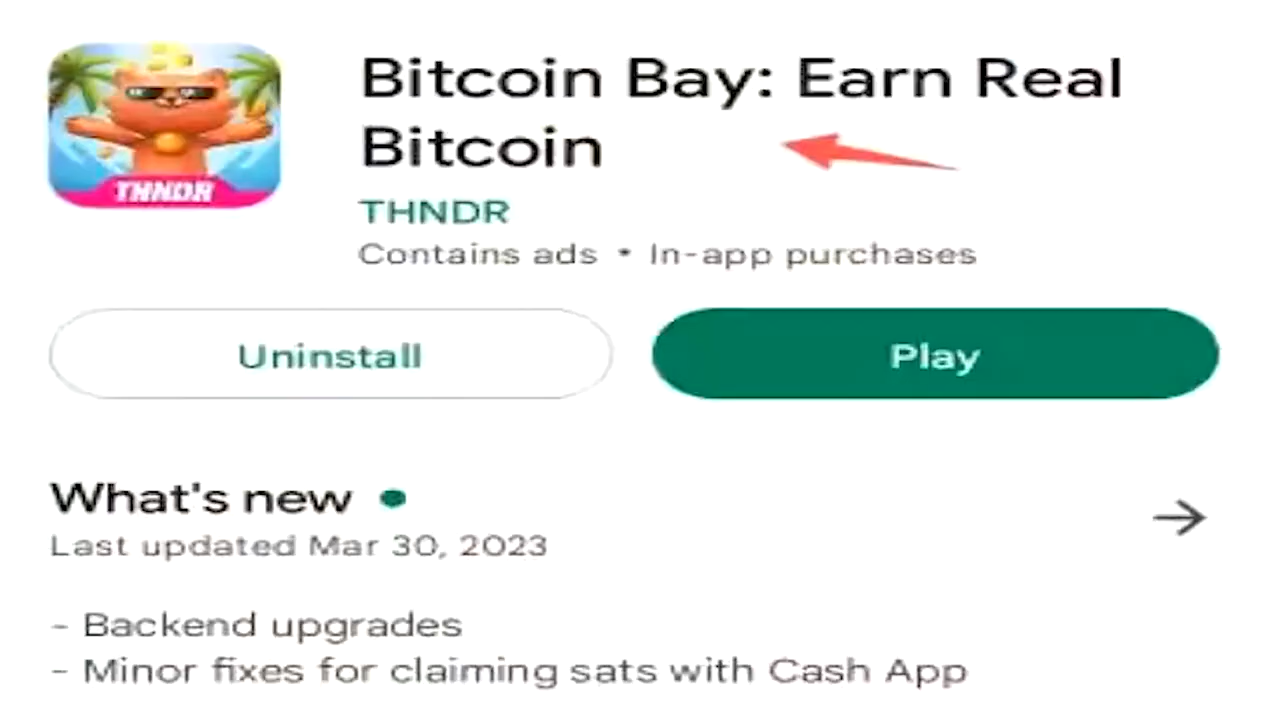 Bitcoin Bay: Earn Real
Bitcoin
THNDR
THNDR
Contains ads • In-app purchases
Uninstall
Play
What's new
Last updated Mar 30, 2023
- Backend upgrades
- Minor fixes for claiming sats with Cash App